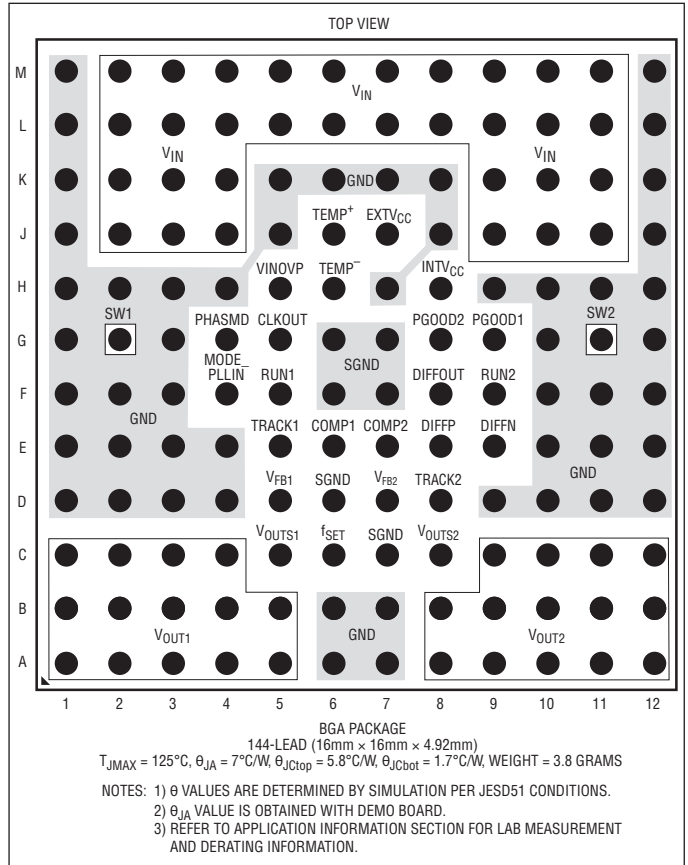 TOP VIEW
M
V_IN
L
V_IN V_IN
K GND
TEMP⁺ EXTV_CC
J
VINOVP TEMP⁻ INTV_CC
H
SW1 PHASMD CLKOUT PGOOD2 PGOOD1 SW2
G
MODE_
PLLIN RUN1 SGND DIFFOUT RUN2
F
GND TRACK1 COMP1 COMP2 DIFFP DIFFN
E
V_FB1 SGND V_FB2 TRACK2 GND
D
V_OUTS1 f_SET SGND V_OUTS2
C
B
V_OUT1 GND V_OUT2
A
1 2 3 4 5 6 7 8 9 10 11 12
BGA PACKAGE
144-LEAD (16mm × 16mm × 4.92mm)
T_JMAX = 125°C, θ_JA = 7°C/W, θ_JCtop = 5.8°C/W, θ_JCbot = 1.7°C/W, WEIGHT = 3.8 GRAMS
NOTES: 1) θ VALUES ARE DETERMINED BY SIMULATION PER JESD51 CONDITIONS.
2) θ_JA VALUE IS OBTAINED WITH DEMO BOARD.
3) REFER TO APPLICATION INFORMATION SECTION FOR LAB MEASUREMENT
AND DERATING INFORMATION.